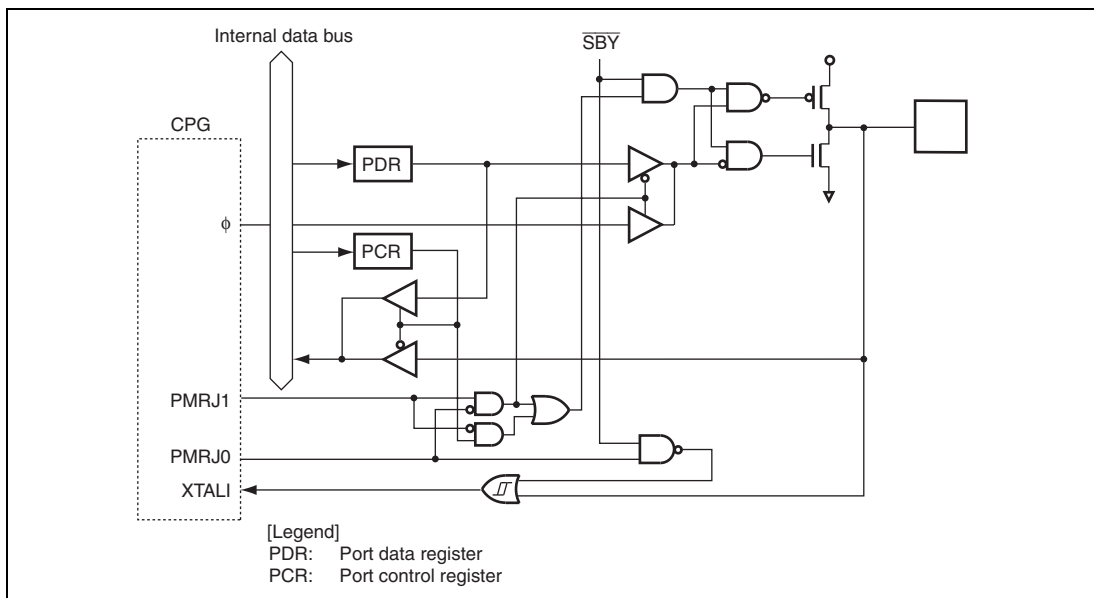 Internal data bus
SBY
CPG
PDR
ϕ
PCR
PMRJ1
PMRJ0
XTALI
[Legend]
PDR: Port data register
PCR: Port control register